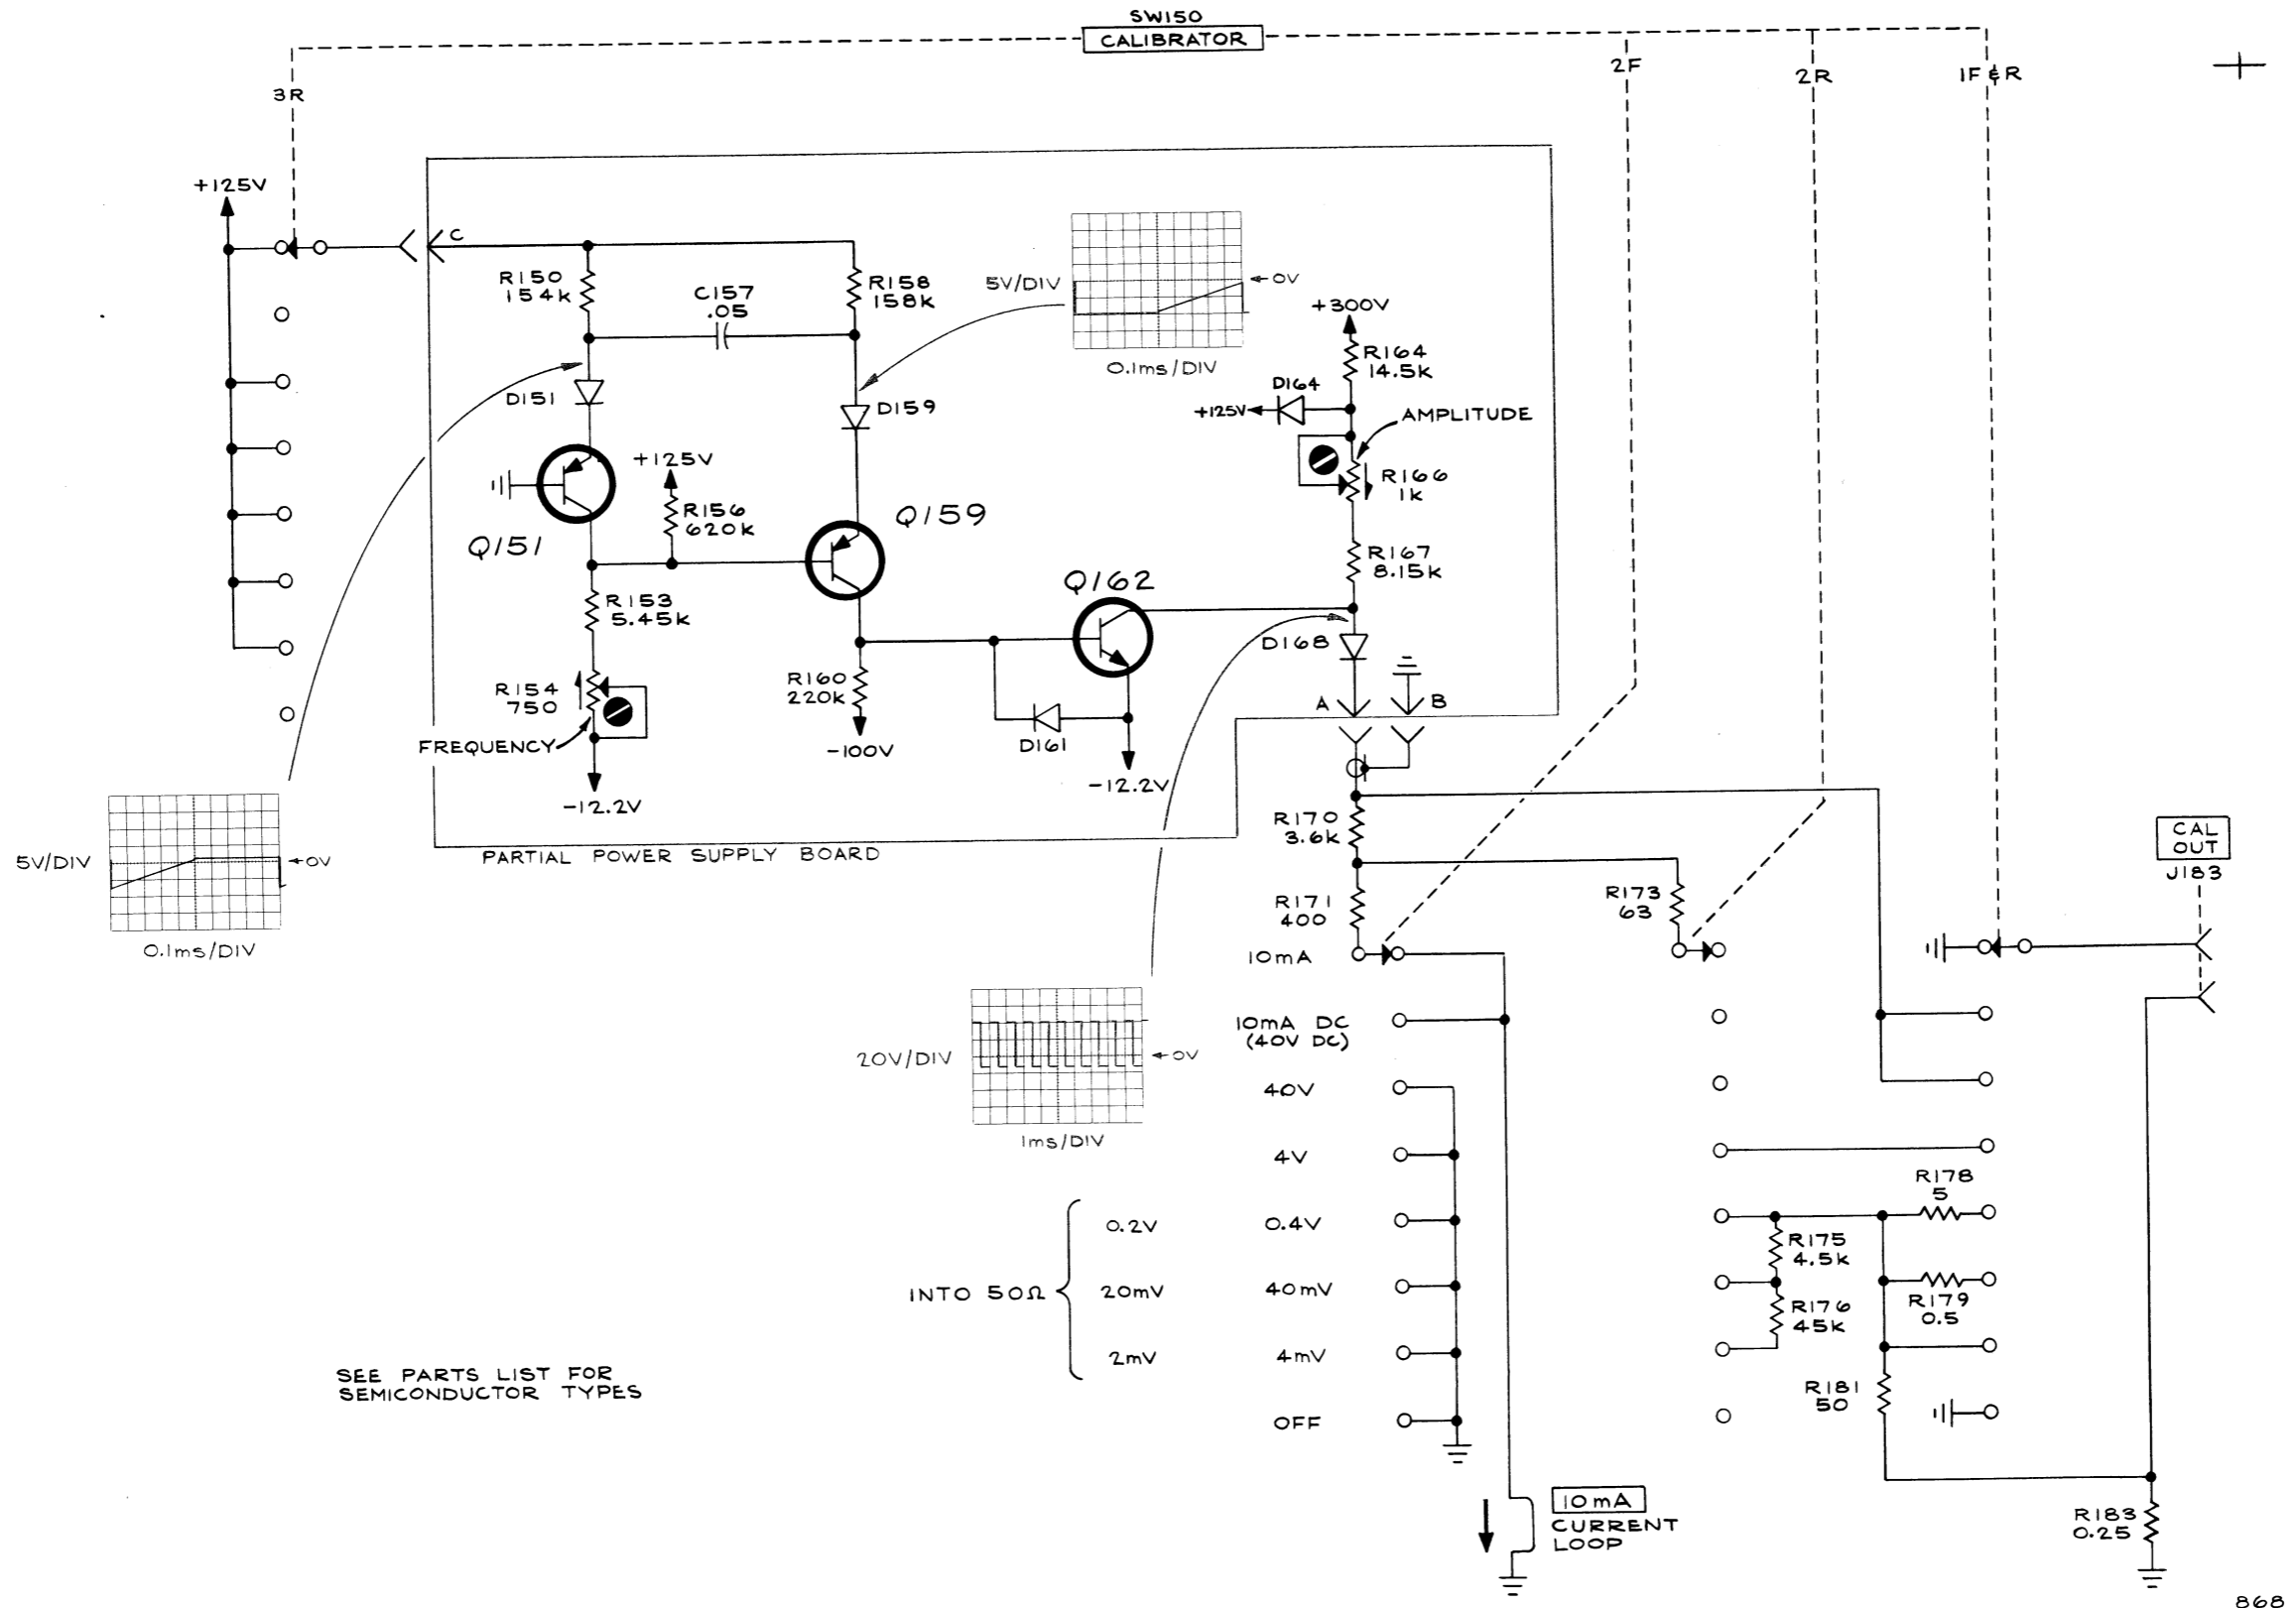 SW150
CALIBRATOR
3R
2F
2R
1F & R
+125V
C
R150
154K
C157
.05
R158
158K
5V/DIV
0V
0.1ms/DIV
+300V
R164
14.5K
D164
+125V
AMPLITUDE
R166
1K
D151
D159
+125V
R156
620K
Q151
Q159
R167
8.15K
Q162
R153
5.45K
D168
R154
750
R160
220K
A
B
FREQUENCY
-100V
D161
-12.2V
-12.2V
PARTIAL POWER SUPPLY BOARD
5V/DIV
0V
0.1ms/DIV
R170
3.6K
R171
400
R173
63
CAL
OUT
J183
10mA
10mA DC
(40V DC)
20V/DIV
0V
1ms/DIV
40V
4V
0.2V
0.4V
INTO 50Ω
20mV
40mV
2mV
4mV
OFF
R178
5
R175
4.5K
R179
0.5
R176
45K
R181
50
SEE PARTS LIST FOR
SEMICONDUCTOR TYPES
10mA
CURRENT
LOOP
R183
0.25
868